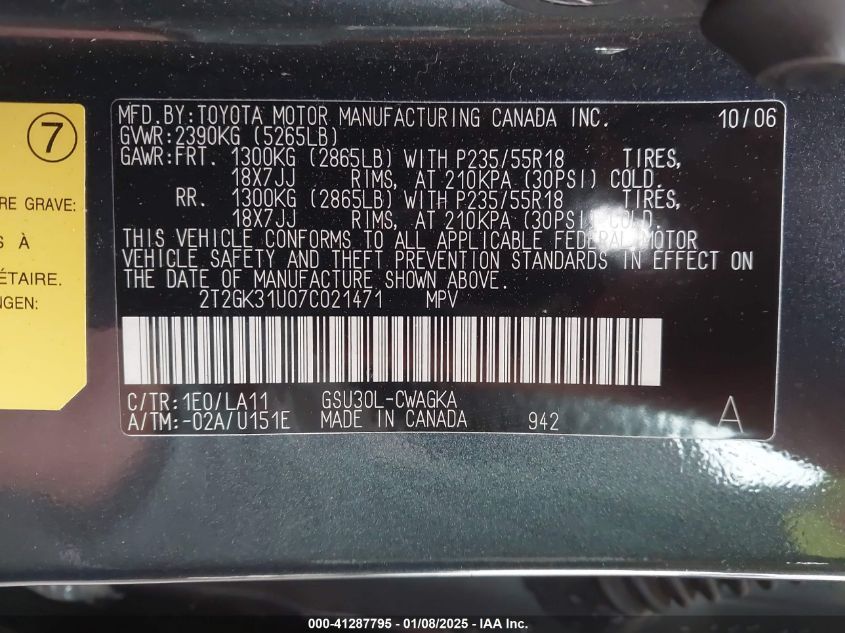 7
RE GRAVE:
S À
ÉTAIRE.
NGEN:
MFD.BY:TOYOTA MOTOR MANUFACTURING CANADA INC. 10/06
GVWR:2390KG (5265LB)
GAWR:FRT. 1300KG (2865LB) WITH P235/55R18 TIRES,
18X7JJ RIMS, AT 210KPA (30PSI) COLD.
RR. 1300KG (2865LB) WITH P235/55R18 TIRES,
18X7JJ RIMS, AT 210KPA (30PSI) COLD.
THIS VEHICLE CONFORMS TO ALL APPLICABLE FEDERAL MOTOR
VEHICLE SAFETY AND THEFT PREVENTION STANDARDS IN EFFECT ON
THE DATE OF MANUFACTURE SHOWN ABOVE.
2T2GK31U07C021471 MPV
C/TR:1E0/LA11 GSU30L-CWAGKA
A/TM:-02A/U151E MADE IN CANADA 942 A
000-41287795 - 01/08/2025 - IEA - US